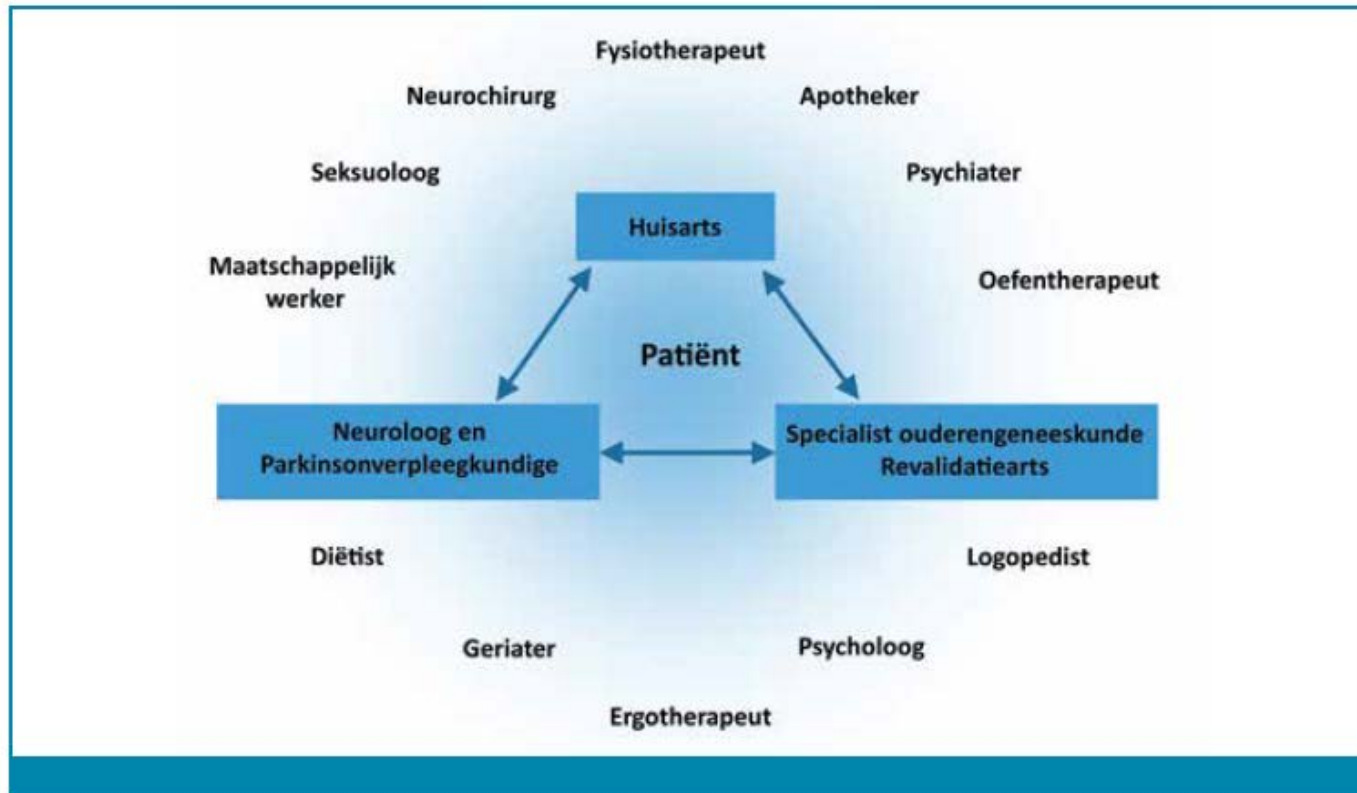 Fysiotherapeut
Neurochirurg
Apotheker
Seksuoloog
Psychiater
Huisarts
Maatschappelijk
werker
Oefentherapeut
Patiënt
Neuroloog en
Parkinsonverpleegkundige
Specialist ouderengeneeskunde
Revalidatiearts
Diëtist
Logopedist
Geriater
Psycholoog
Ergotherapeut